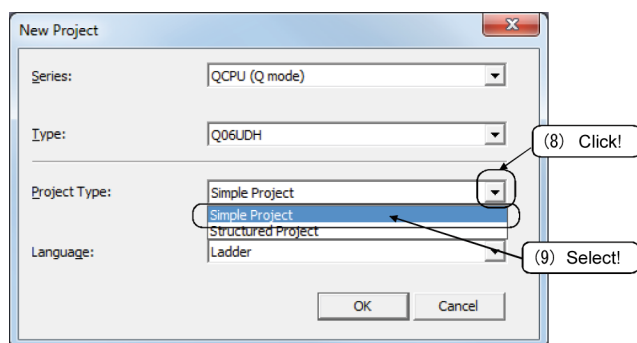 New Project
Series: QCPU (Q mode)
Type: Q06UDH
(8) Click!
Project Type: Simple Project
Simple Project
Structured Project
Language: Ladder
(9) Select!
OK Cancel